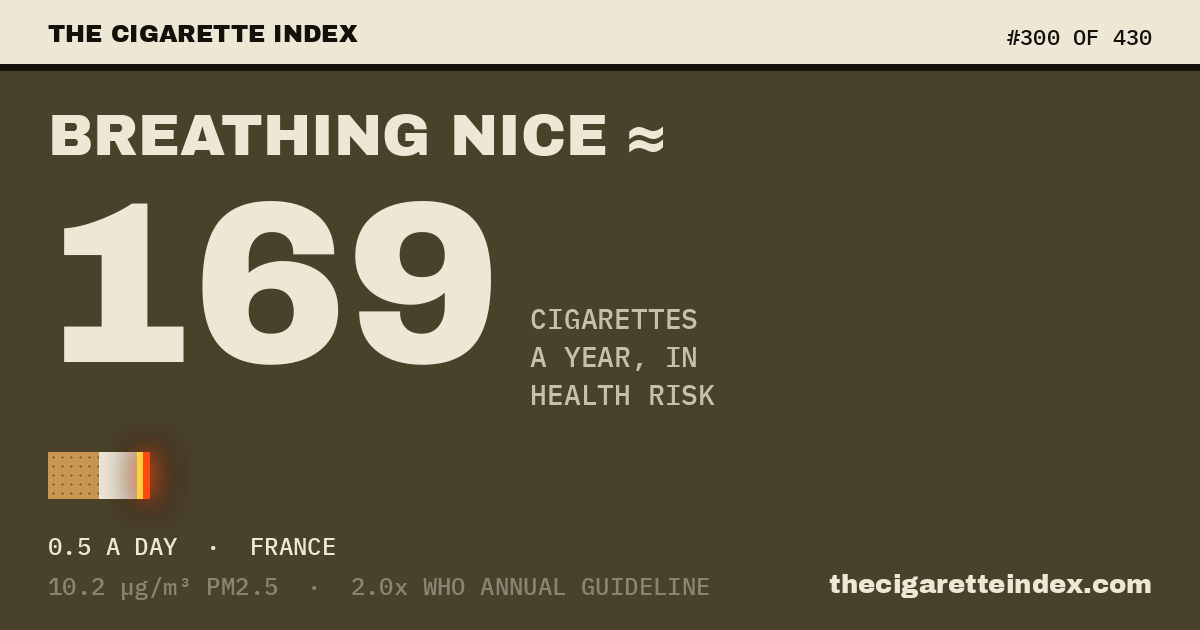 THE CIGARETTE INDEX
#300 OF 430
BREATHING NICE ≈
169
CIGARETTES
A YEAR, IN
HEALTH RISK
0.5 A DAY · FRANCE
10.2 µg/m³ PM2.5 · 2.0x WHO ANNUAL GUIDELINE
thecigaretteindex.com